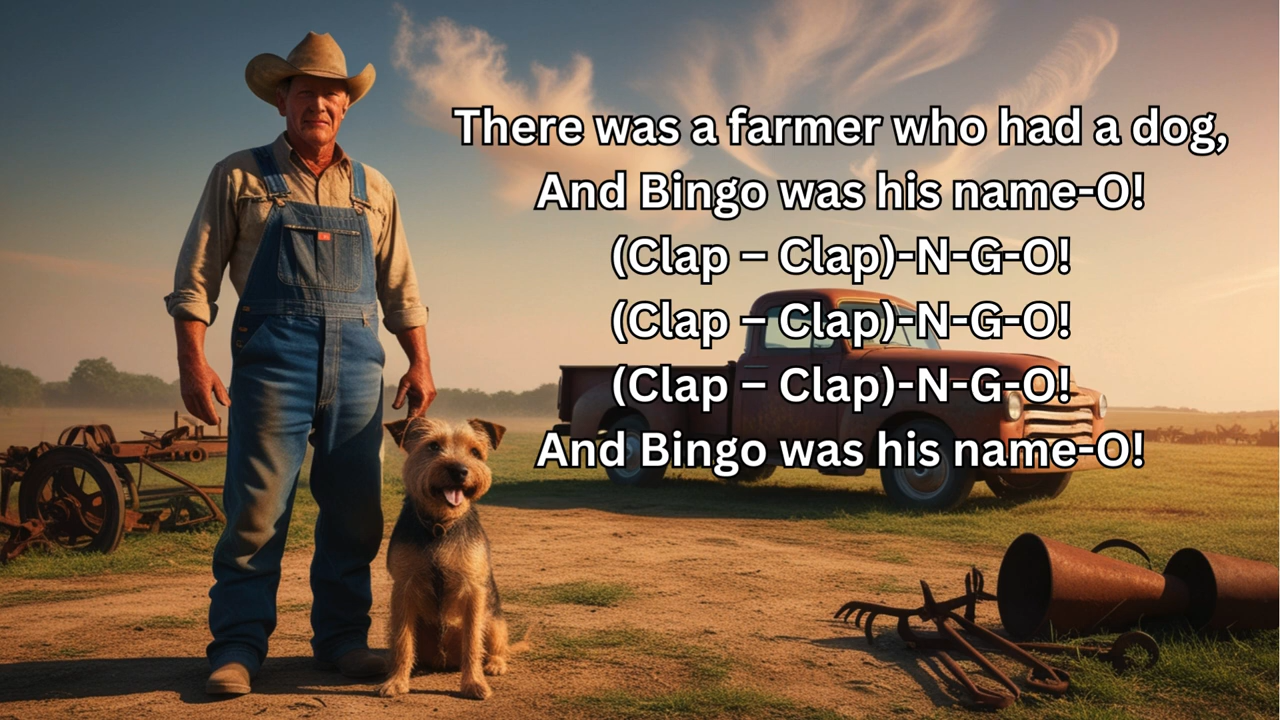 There was a farmer who had a dog,
And Bingo was his name-O!
(Clap – Clap)-N-G-O!
(Clap – Clap)-N-G-O!
(Clap – Clap)-N-G-O!
And Bingo was his name-O!